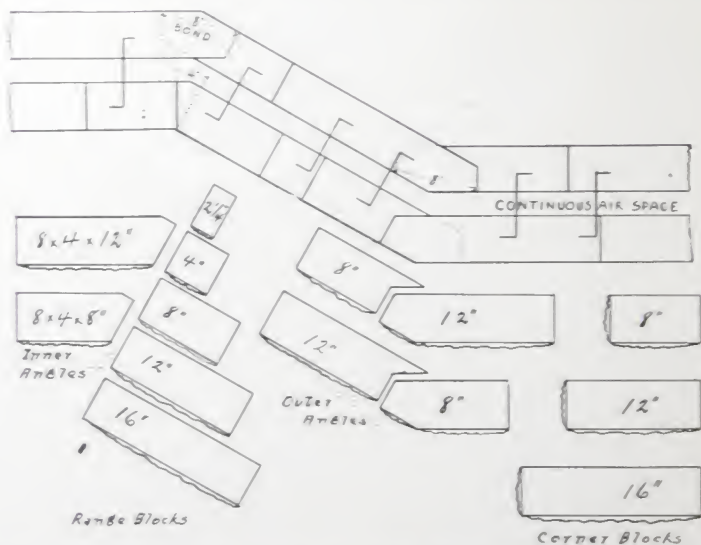 8"
BOND
8"
CONTINUOUS AIR SPACE
8x4x12"
2¼"
4"
8"
8x4x8"
8"
12"
8"
Inner
Angles
12"
12"
Outer
Angles
8"
12"
16"
16"
Range Blocks
Corner Blocks